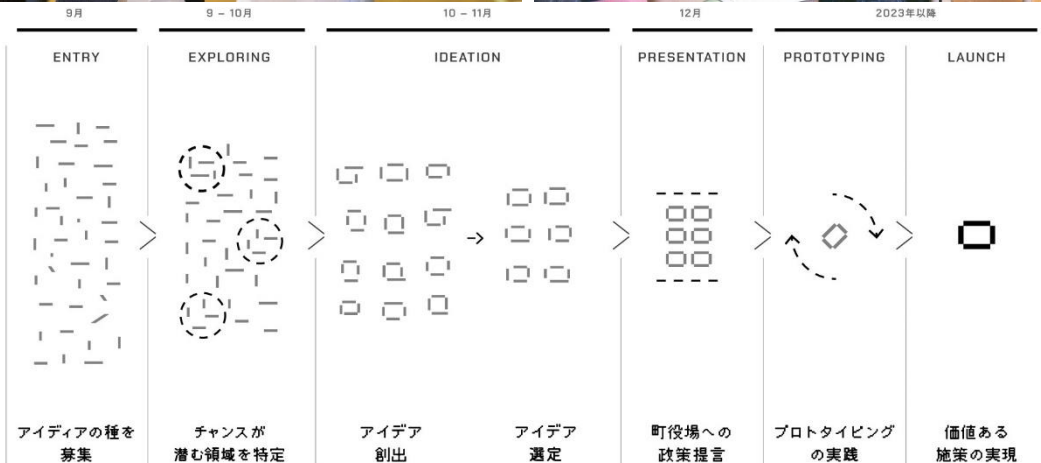 9月
9 – 10月
10 – 11月
12月
2023年以降
ENTRY
EXPLORING
IDEATION
PRESENTATION
PROTOTYPING
LAUNCH
アイディアの種を
募集
チャンスが
潜む領域を特定
アイデア
創出
アイデア
選定
町役場への
政策提言
プロトタイピング
の実践
価値ある
施策の実現